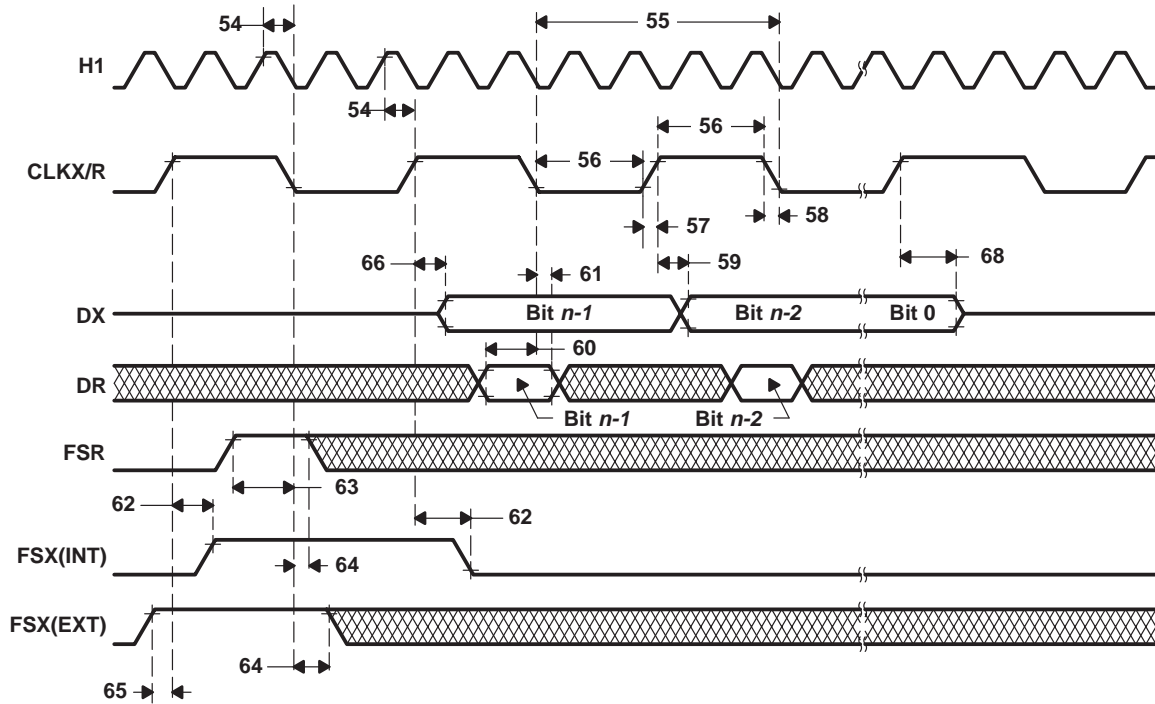 54
55
H1
54
56
CLKX/R
56
57
58
66
61
59
68
DX
Bit n-1
Bit n-2
Bit 0
60
DR
Bit n-1
Bit n-2
FSR
63
62
62
FSX(INT)
64
FSX(EXT)
64
65